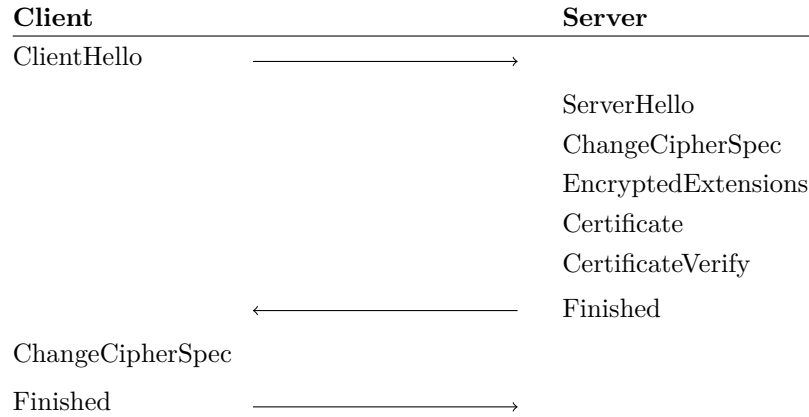 Client Server
ClientHello
ServerHello
ChangeCipherSpec
EncryptedExtensions
Certificate
CertificateVerify
Finished
ChangeCipherSpec
Finished